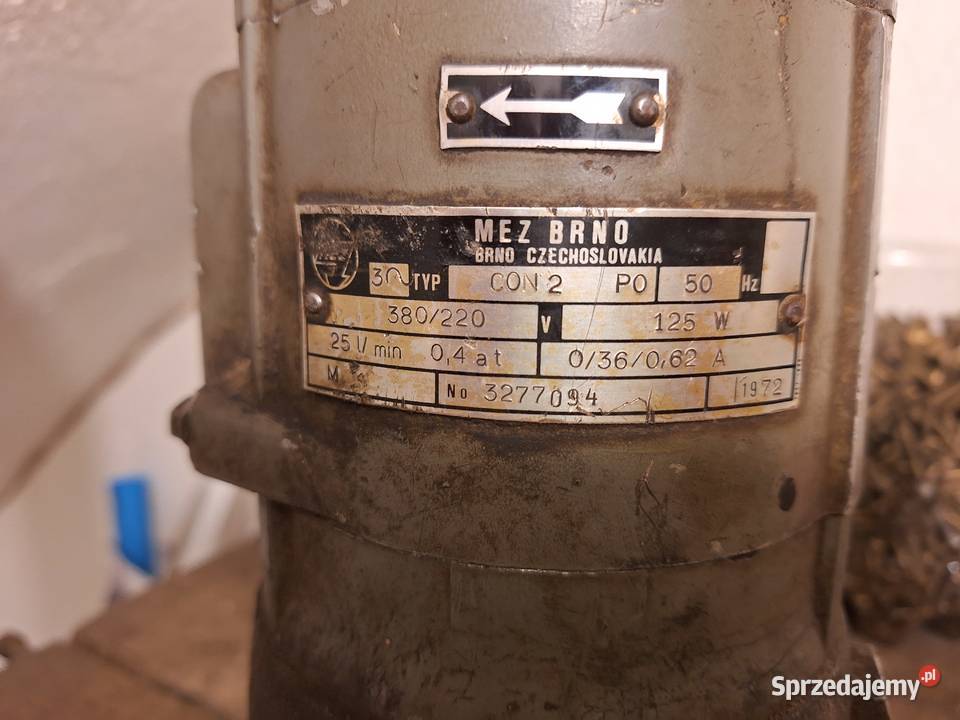 MEZ BRNO
BRNO CZECHOSLOVAKIA
3~ TYP CON 2 PO 50 Hz
380/220 V 125 W
25 l/min 0,4 at 0/36/0,62 A
M No 3277094 1972
Sprzedajemy.pl